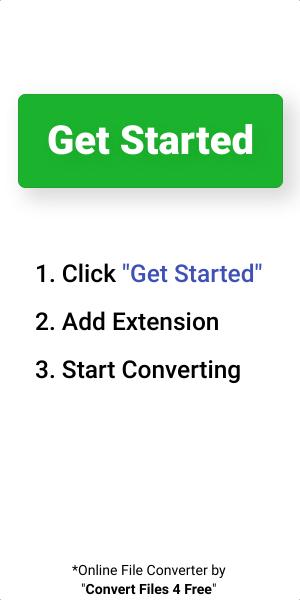 Get Started
1. Click "Get Started"
2. Add Extension
3. Start Converting
*Online File Converter by
"Convert Files 4 Free"